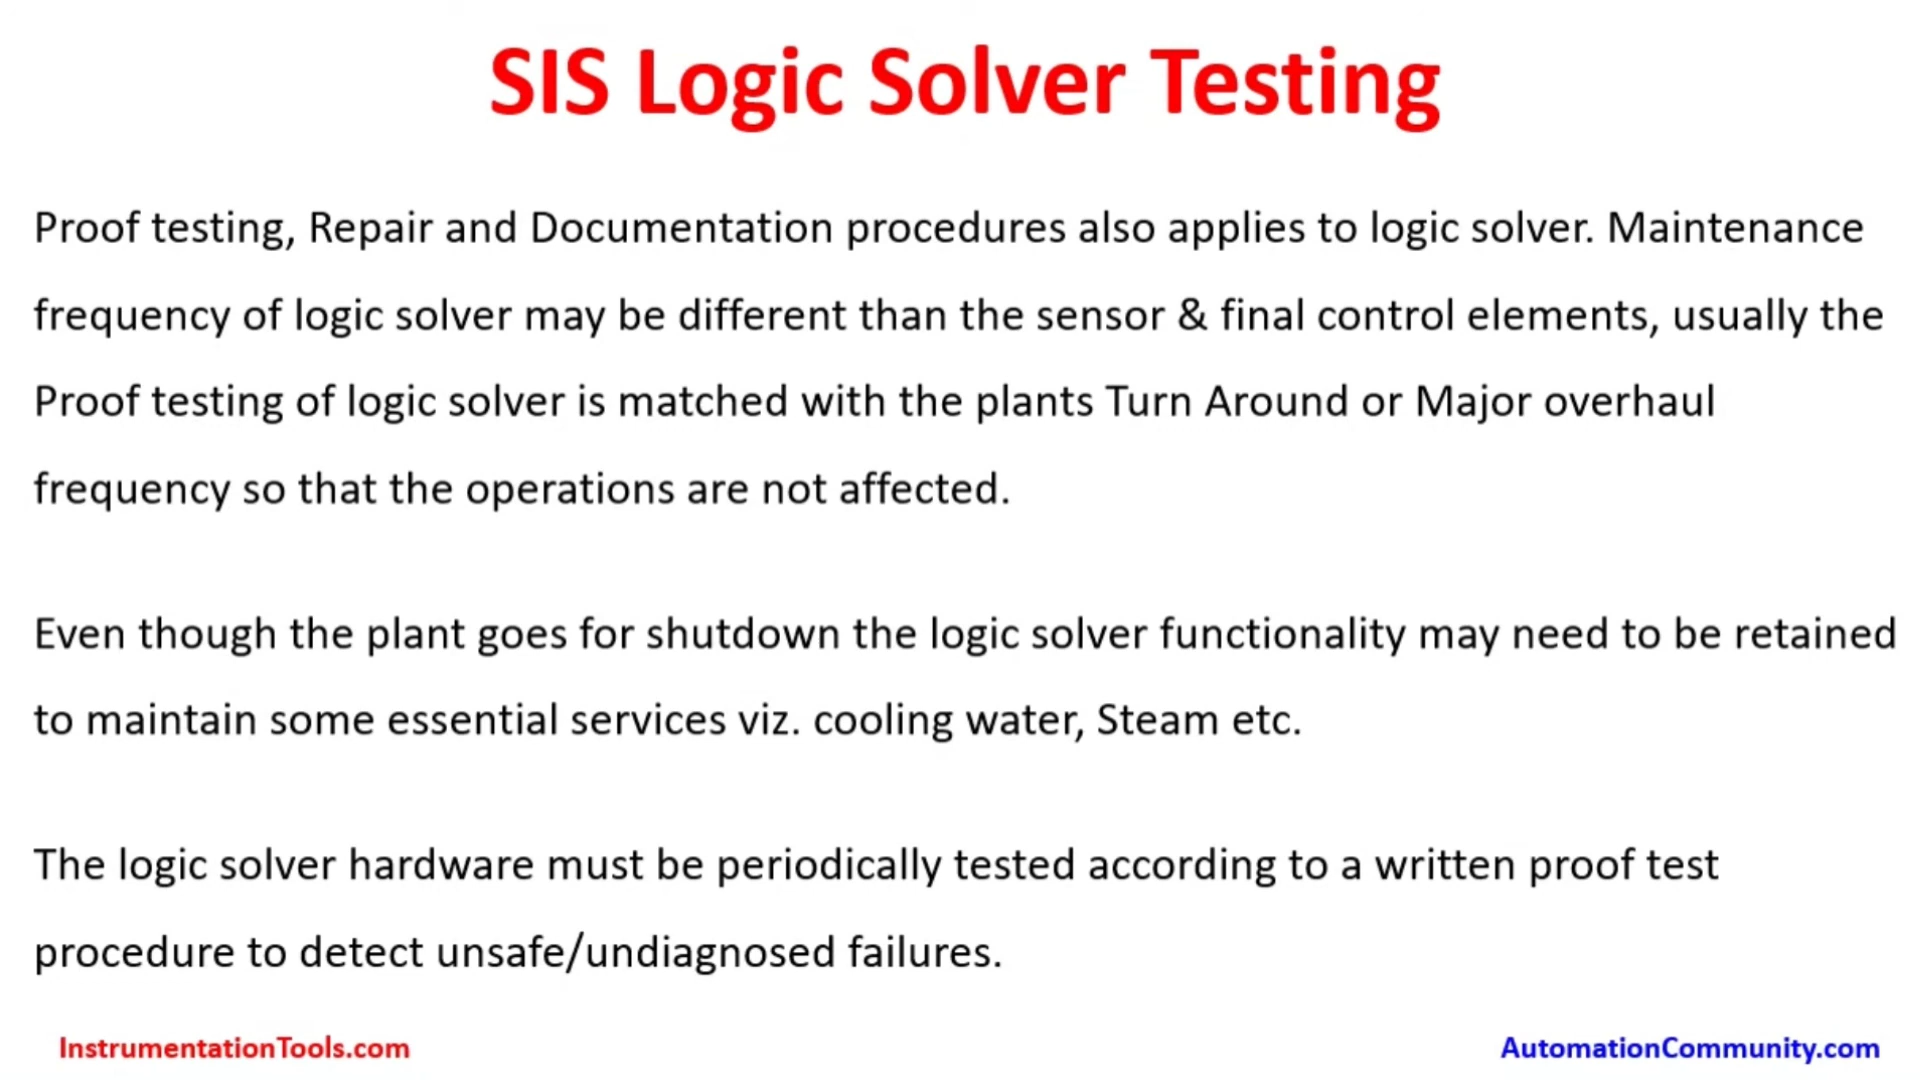 SIS Logic Solver Testing
Proof testing, Repair and Documentation procedures also applies to logic solver. Maintenance
frequency of logic solver may be different than the sensor & final control elements, usually the
Proof testing of logic solver is matched with the plants Turn Around or Major overhaul
frequency so that the operations are not affected.
Even though the plant goes for shutdown the logic solver functionality may need to be retained
to maintain some essential services viz. cooling water, Steam etc.
The logic solver hardware must be periodically tested according to a written proof test
procedure to detect unsafe/undiagnosed failures.
InstrumentationTools.com
AutomationCommunity.com